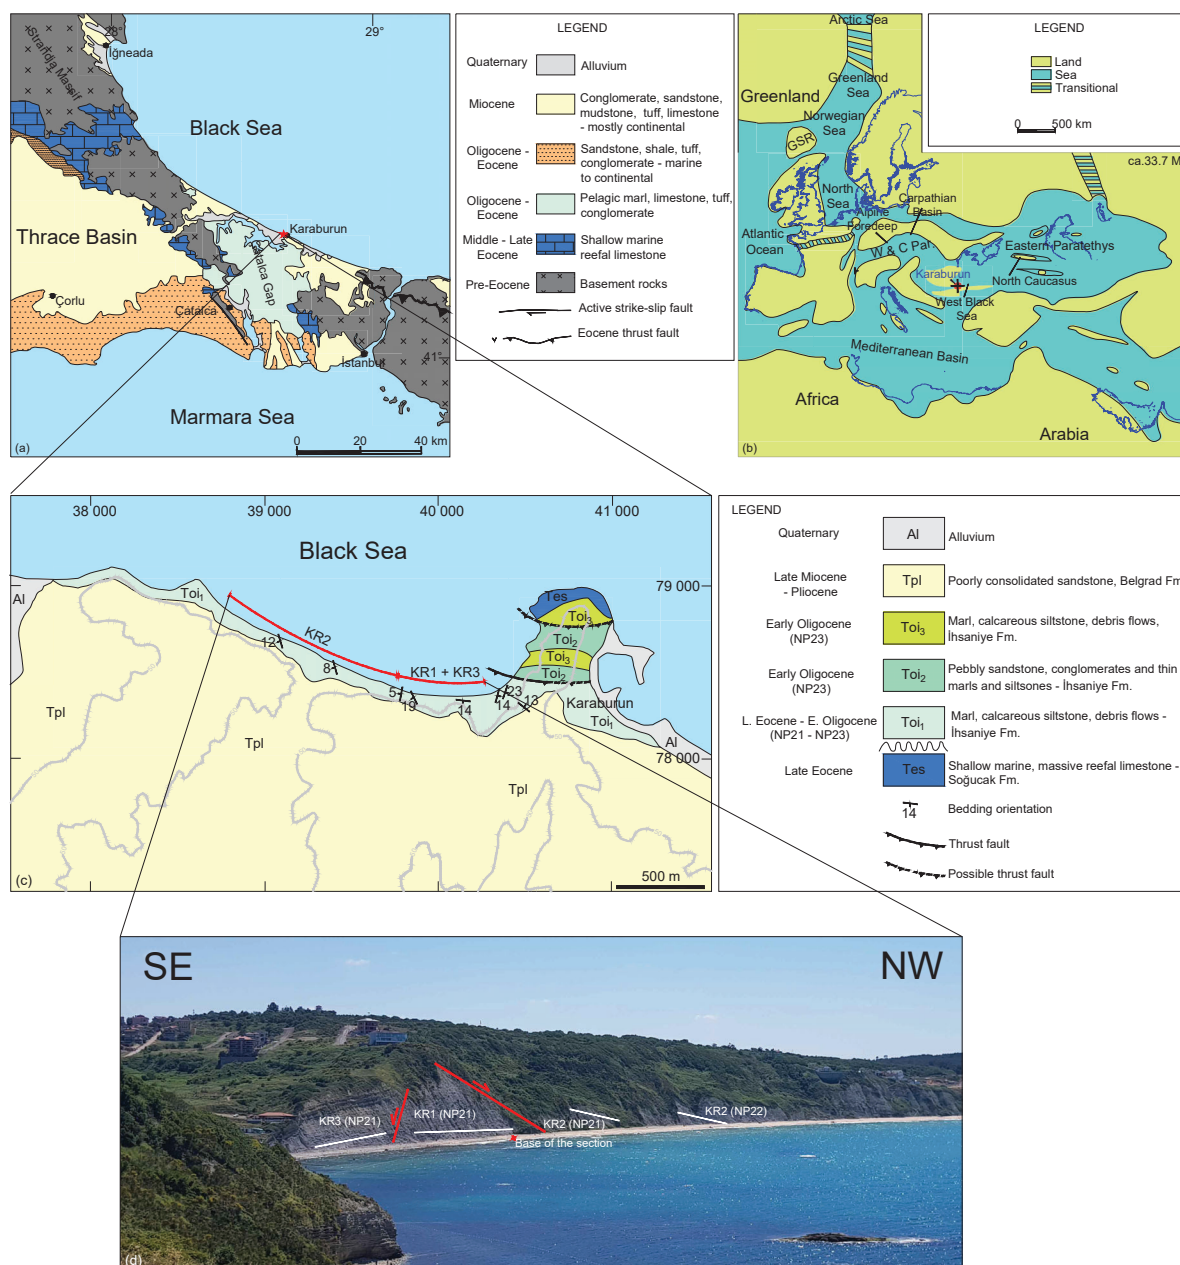 28°
29°
İğneada
Strandja Massif
Black Sea
Karaburun
Thrace Basin
Çatalca Gap
Çorlu
Çatalca
İstanbul
41°
Marmara Sea
0 20 40 km
(a)
LEGEND
Quaternary
Alluvium
Miocene
Conglomerate, sandstone,
mudstone, tuff, limestone
- mostly continental
Oligocene -
Eocene
Sandstone, shale, tuff,
conglomerate - marine
to continental
Oligocene -
Eocene
Pelagic marl, limestone, tuff,
conglomerate
Middle - Late
Eocene
Shallow marine
reefal limestone
Pre-Eocene
Basement rocks
Active strike-slip fault
Eocene thrust fault
Arctic Sea
Greenland
Sea
Greenland
Norwegian
Sea
GSR
North
Sea
Atlantic
Ocean
Alpine
Foredeep
Carpathian
Basin
W & C Par.
Eastern Paratethys
Karaburun
North Caucasus
West Black
Sea
Mediterranean Basin
Africa
Arabia
ca.33.7 M
(b)
LEGEND
Land
Sea
Transitional
0 500 km
38 000
39 000
40 000
41 000
Black Sea
79 000
78 000
Al
Toi1
KR2
KR1 + KR3
Tes
Toi3
Toi2
Toi3
Toi2
12
8
5
19
14
23
14
13
Karaburun
Toi1
Al
Tpl
Tpl
Tpl
500 m
(c)
LEGEND
Quaternary
Al
Alluvium
Late Miocene
- Pliocene
Tpl
Poorly consolidated sandstone, Belgrad Fm
Early Oligocene
(NP23)
Toi3
Marl, calcareous siltstone, debris flows,
İhsaniye Fm.
Early Oligocene
(NP23)
Toi2
Pebbly sandstone, conglomerates and thin
marls and siltsones - İhsaniye Fm.
L. Eocene - E. Oligocene
(NP21 - NP23)
Toi1
Marl, calcareous siltstone, debris flows -
İhsaniye Fm.
Late Eocene
Tes
Shallow marine, massive reefal limestone -
Soğucak Fm.
14
Bedding orientation
Thrust fault
Possible thrust fault
SE
NW
KR3 (NP21)
KR1 (NP21)
KR2 (NP21)
KR2 (NP22)
Base of the section
(d)